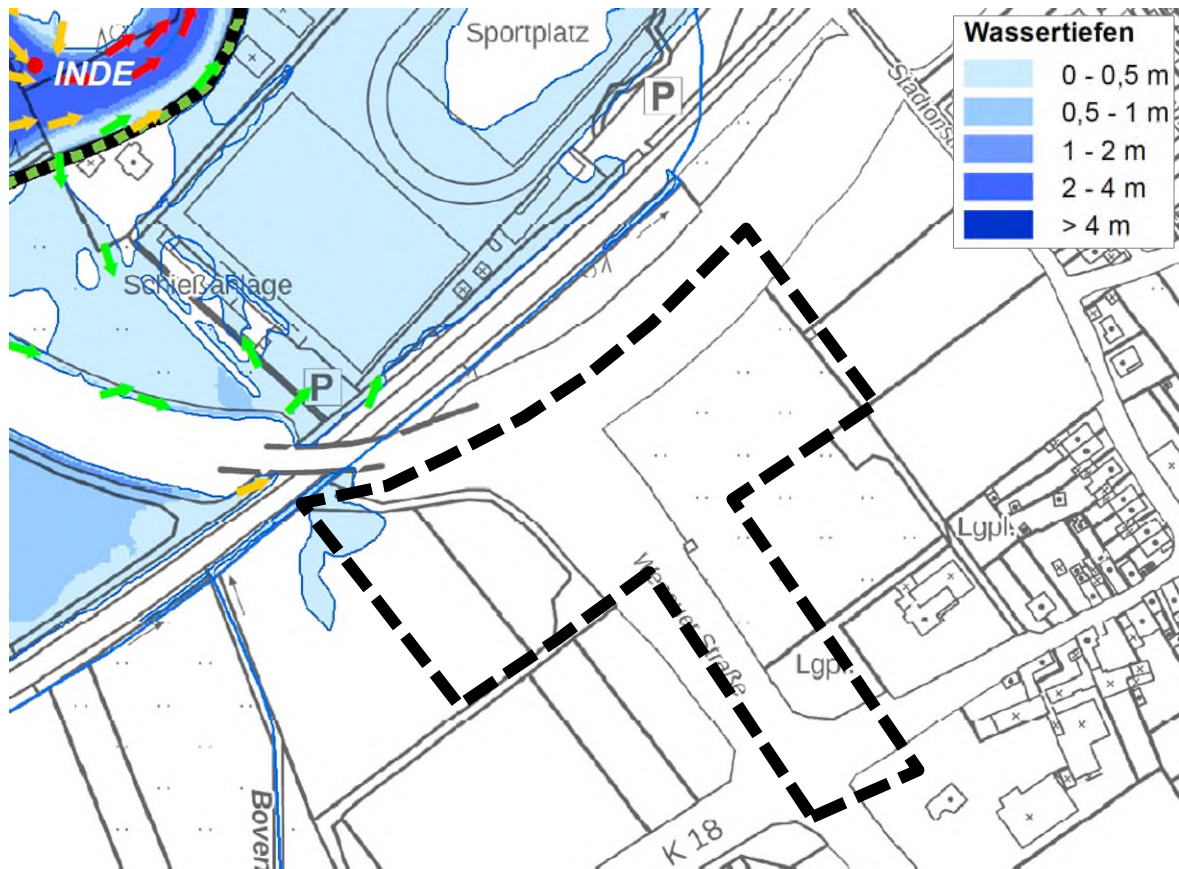 Sportplatz
Wassertiefen
0 - 0,5 m
0,5 - 1 m
1 - 2 m
2 - 4 m
> 4 m
INDE
P
Schießanlage
P
Lgpl.
Lgpl.
K 18